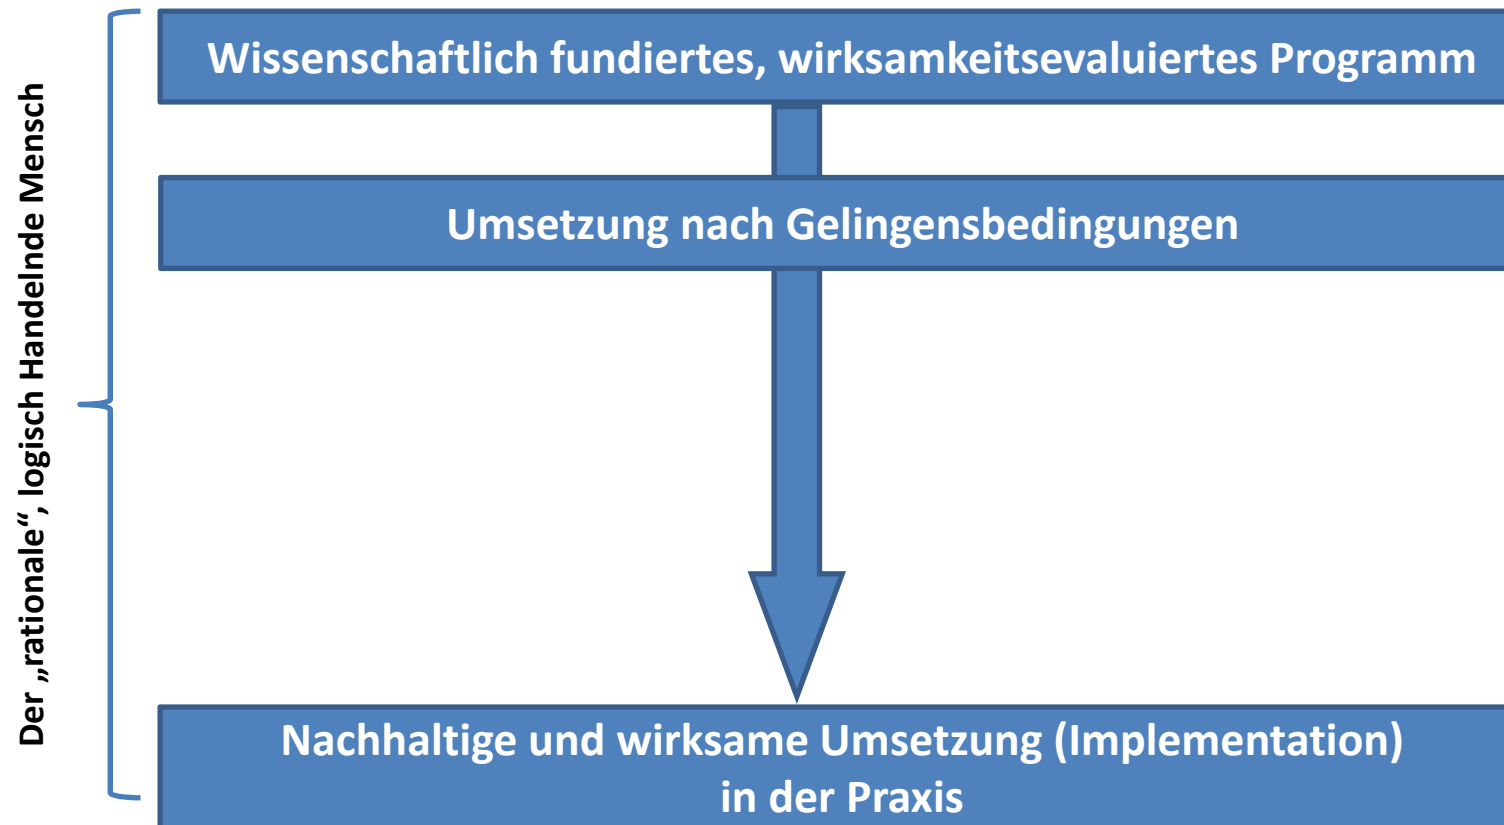 Der „rationale“, logisch Handelnde Mensch
Wissenschaftlich fundiertes, wirksamkeitsevaluiertes Programm
Umsetzung nach Gelingensbedingungen
Nachhaltige und wirksame Umsetzung (Implementation)
in der Praxis